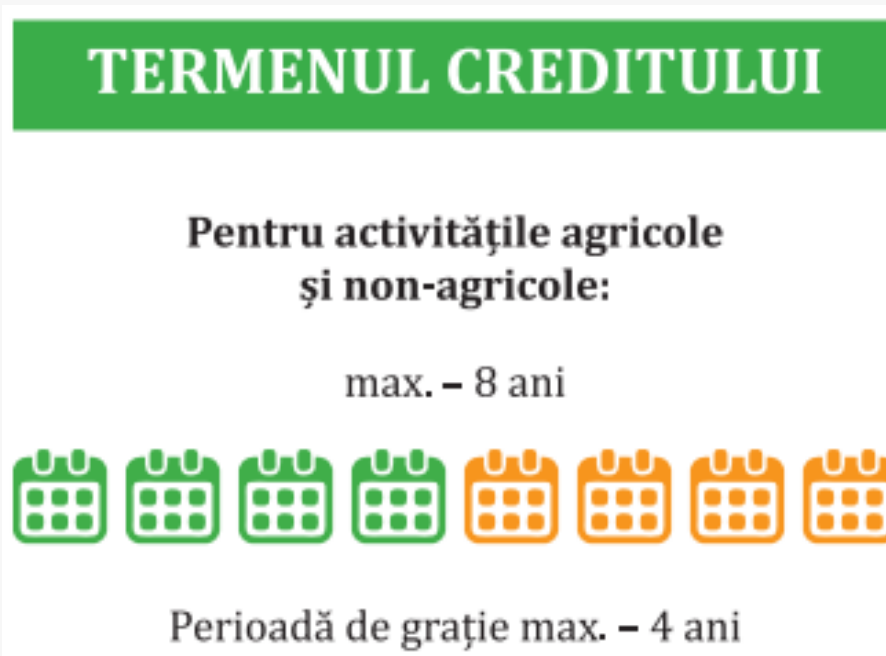 TERMENUL CREDITULUI
Pentru activitățile agricole
și non-agricole:
max. – 8 ani
Perioadă de grație max. – 4 ani